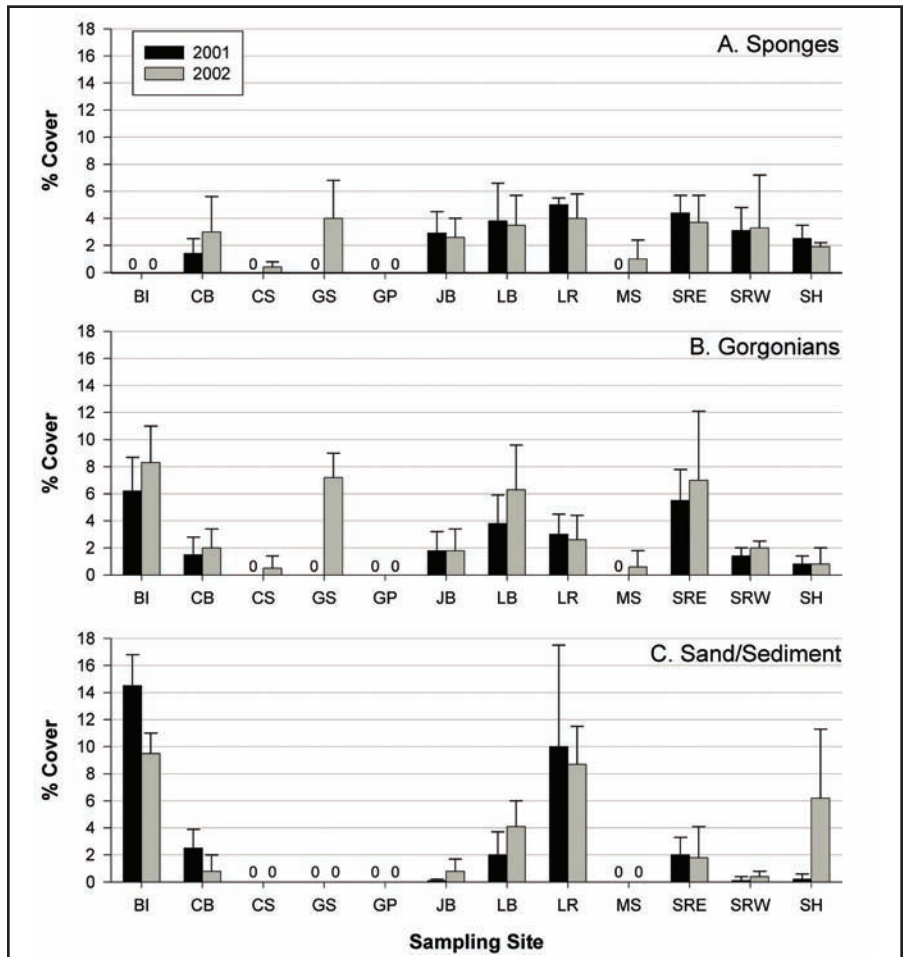 A. Sponges
2001
2002
18
16
14
12
10
8
6
4
2
0
% Cover
0 0 0 0 0 0 0
BI CB CS GS GP JB LB LR MS SRE SRW SH
B. Gorgonians
18
16
14
12
10
8
6
4
2
0
% Cover
0 0 0 0 0
BI CB CS GS GP JB LB LR MS SRE SRW SH
C. Sand/Sediment
18
16
14
12
10
8
6
4
2
0
% Cover
0 0 0 0 0 0 0 0
BI CB CS GS GP JB LB LR MS SRE SRW SH
Sampling Site